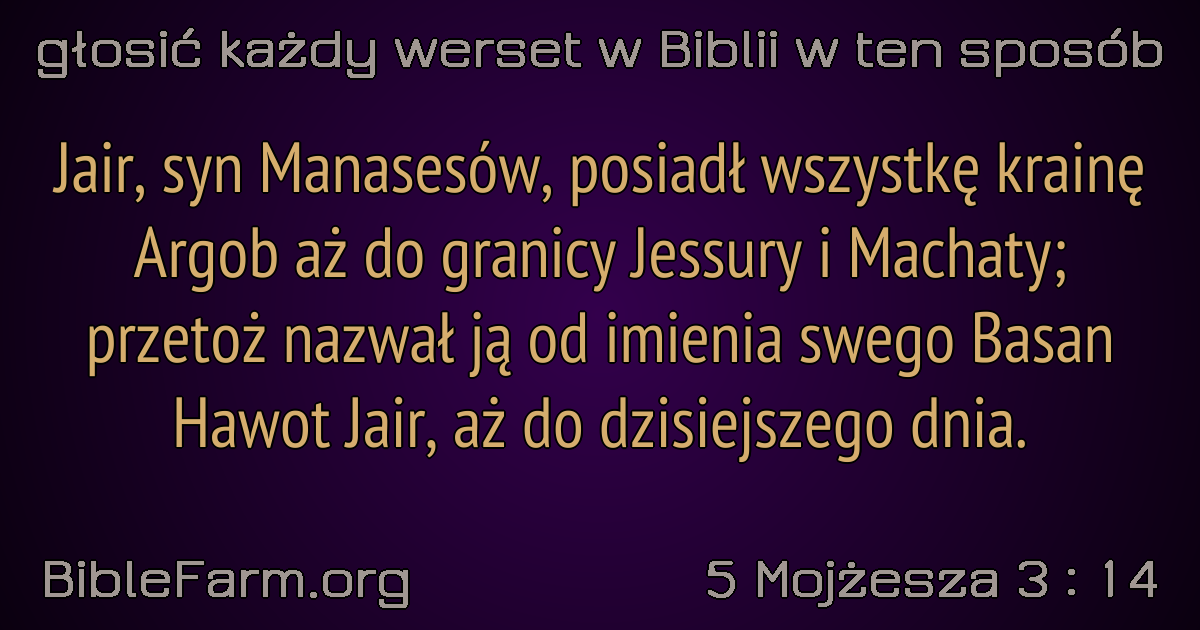 głosić każdy werset w Biblii w ten sposób
Jair, syn Manasesów, posiadł wszystkę krainę
Argob aż do granicy Jessury i Machaty;
przetoż nazwał ją od imienia swego Basan
Hawot Jair, aż do dzisiejszego dnia.
BibleFarm.org
5 Mojżesza 3 : 14